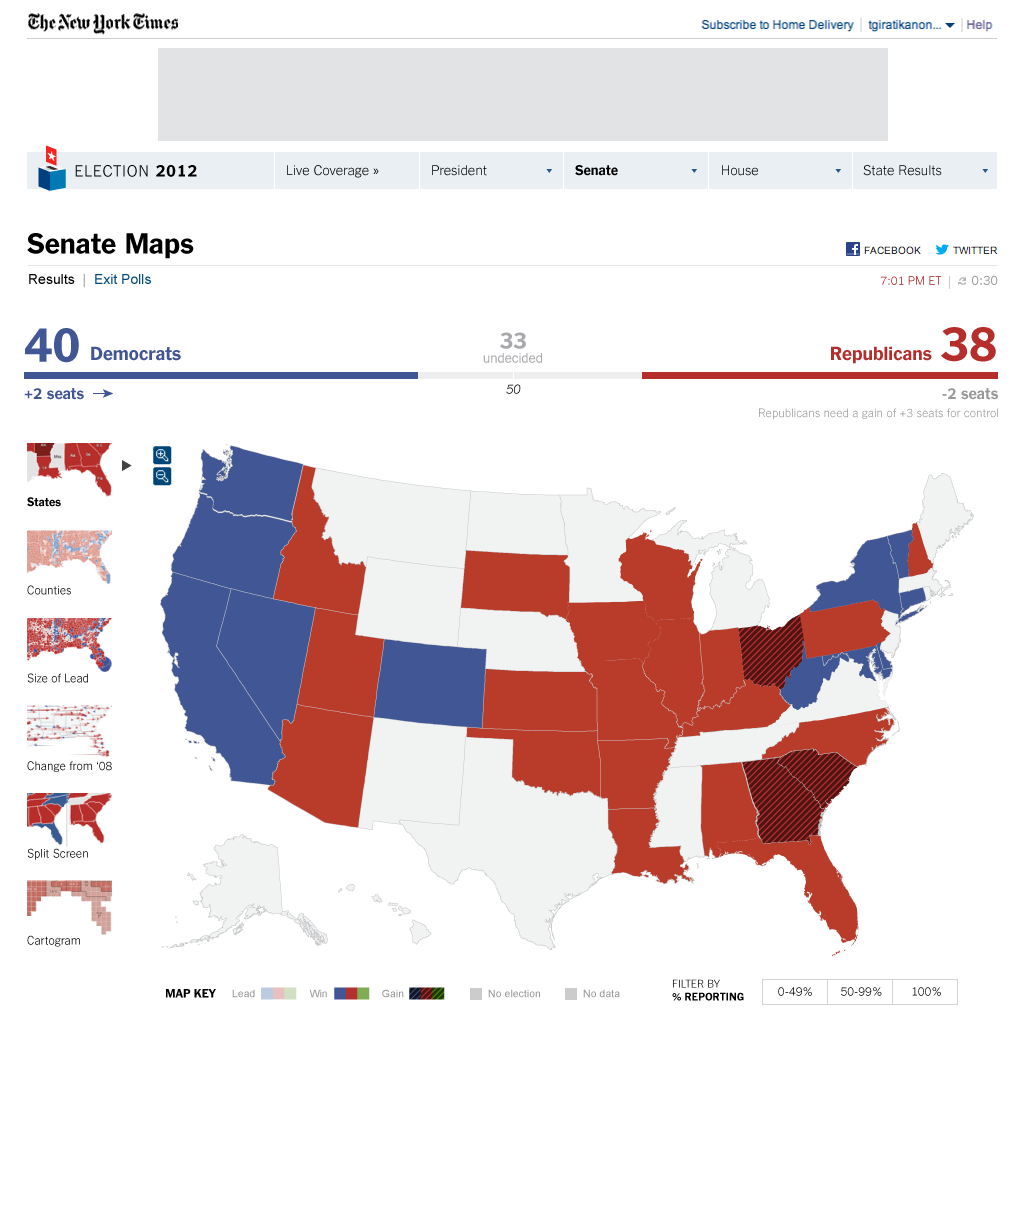 The New York Times
Subscribe to Home Delivery | tgiratikanon... | Help
ELECTION 2012
Live Coverage »
President
Senate
House
State Results
Senate Maps
FACEBOOK
TWITTER
Results | Exit Polls
7:01 PM ET | 0:30
40 Democrats
33
undecided
Republicans 38
+2 seats
50
-2 seats
Republicans need a gain of +3 seats for control
States
Counties
Size of Lead
Change from '08
Split Screen
Cartogram
MAP KEY
Lead
Win
Gain
No election
No data
FILTER BY
% REPORTING
0-49%
50-99%
100%